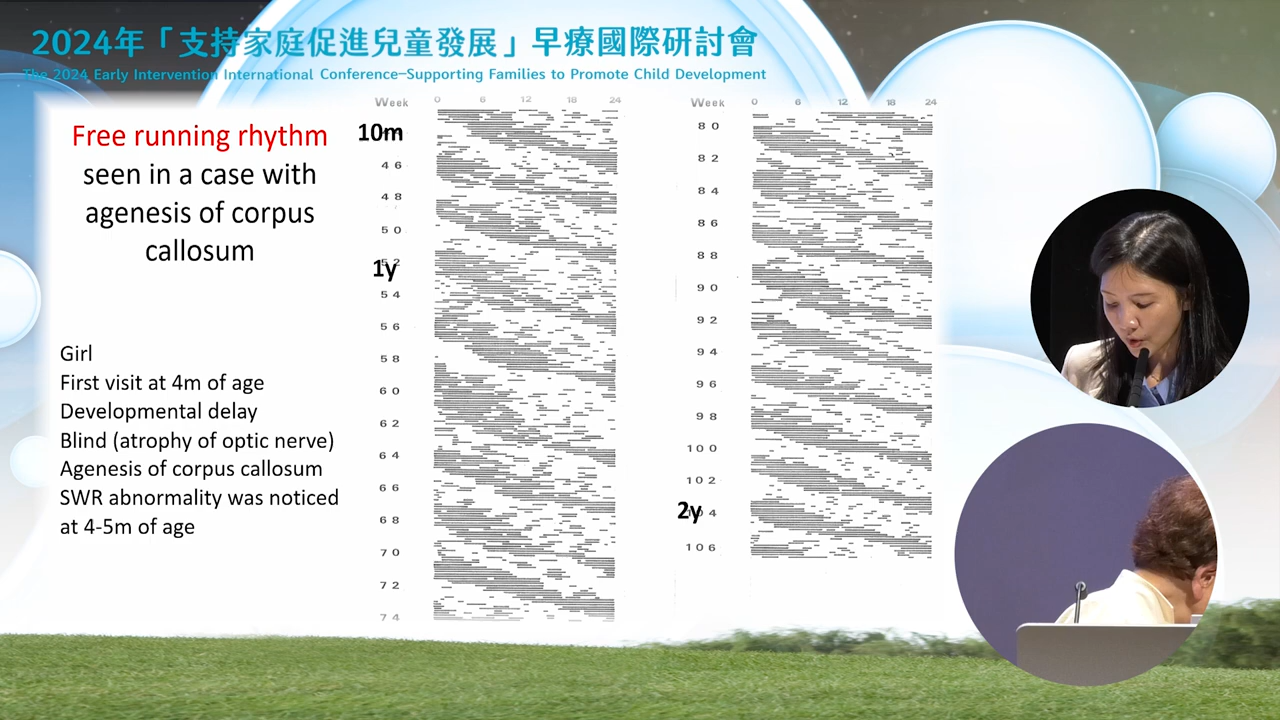 2024年「支持家庭促進兒童發展」早療國際研討會
The 2024 Early Intervention International Conference-Supporting Families to Promote Child Development
Free running rhythm
seen in a case with
agenesis of corpus
callosum
Girl
First visit at 4m of age
Developmental delay
Blind (atrophy of optic nerve)
Agenesis of corpus callosum
SWR abnormality was noticed
at 4-5m of age
Week 0 6 12 18 24
10m
46
48
50
1y
54
56
58
60
62
64
66
68
70
72
74
Week 0 6 12 18 24
80
82
84
86
88
90
92
94
96
98
102
2y
106